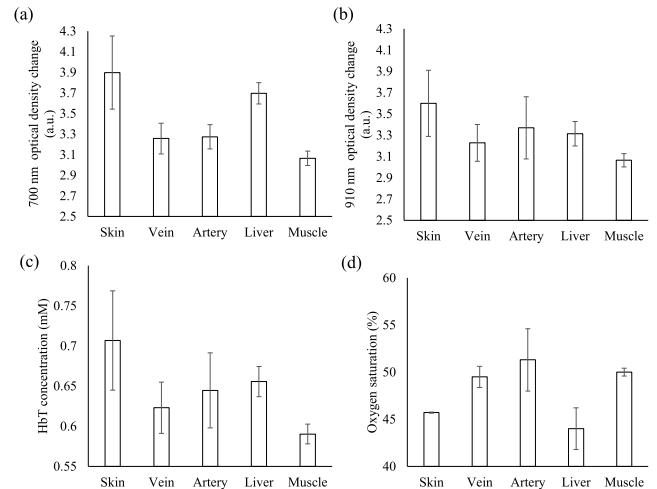 (a)
700 nm optical density change
(a.u.)
4.3
4.1
3.9
3.7
3.5
3.3
3.1
2.9
2.7
2.5
Skin Vein Artery Liver Muscle
(b)
910 nm optical density change
(a.u.)
4.3
4.1
3.9
3.7
3.5
3.3
3.1
2.9
2.7
2.5
Skin Vein Artery Liver Muscle
(c)
HbT concentration (mM)
0.8
0.75
0.7
0.65
0.6
0.55
Skin Vein Artery Liver Muscle
(d)
Oxygen saturation (%)
60
55
50
45
40
Skin Vein Artery Liver Muscle